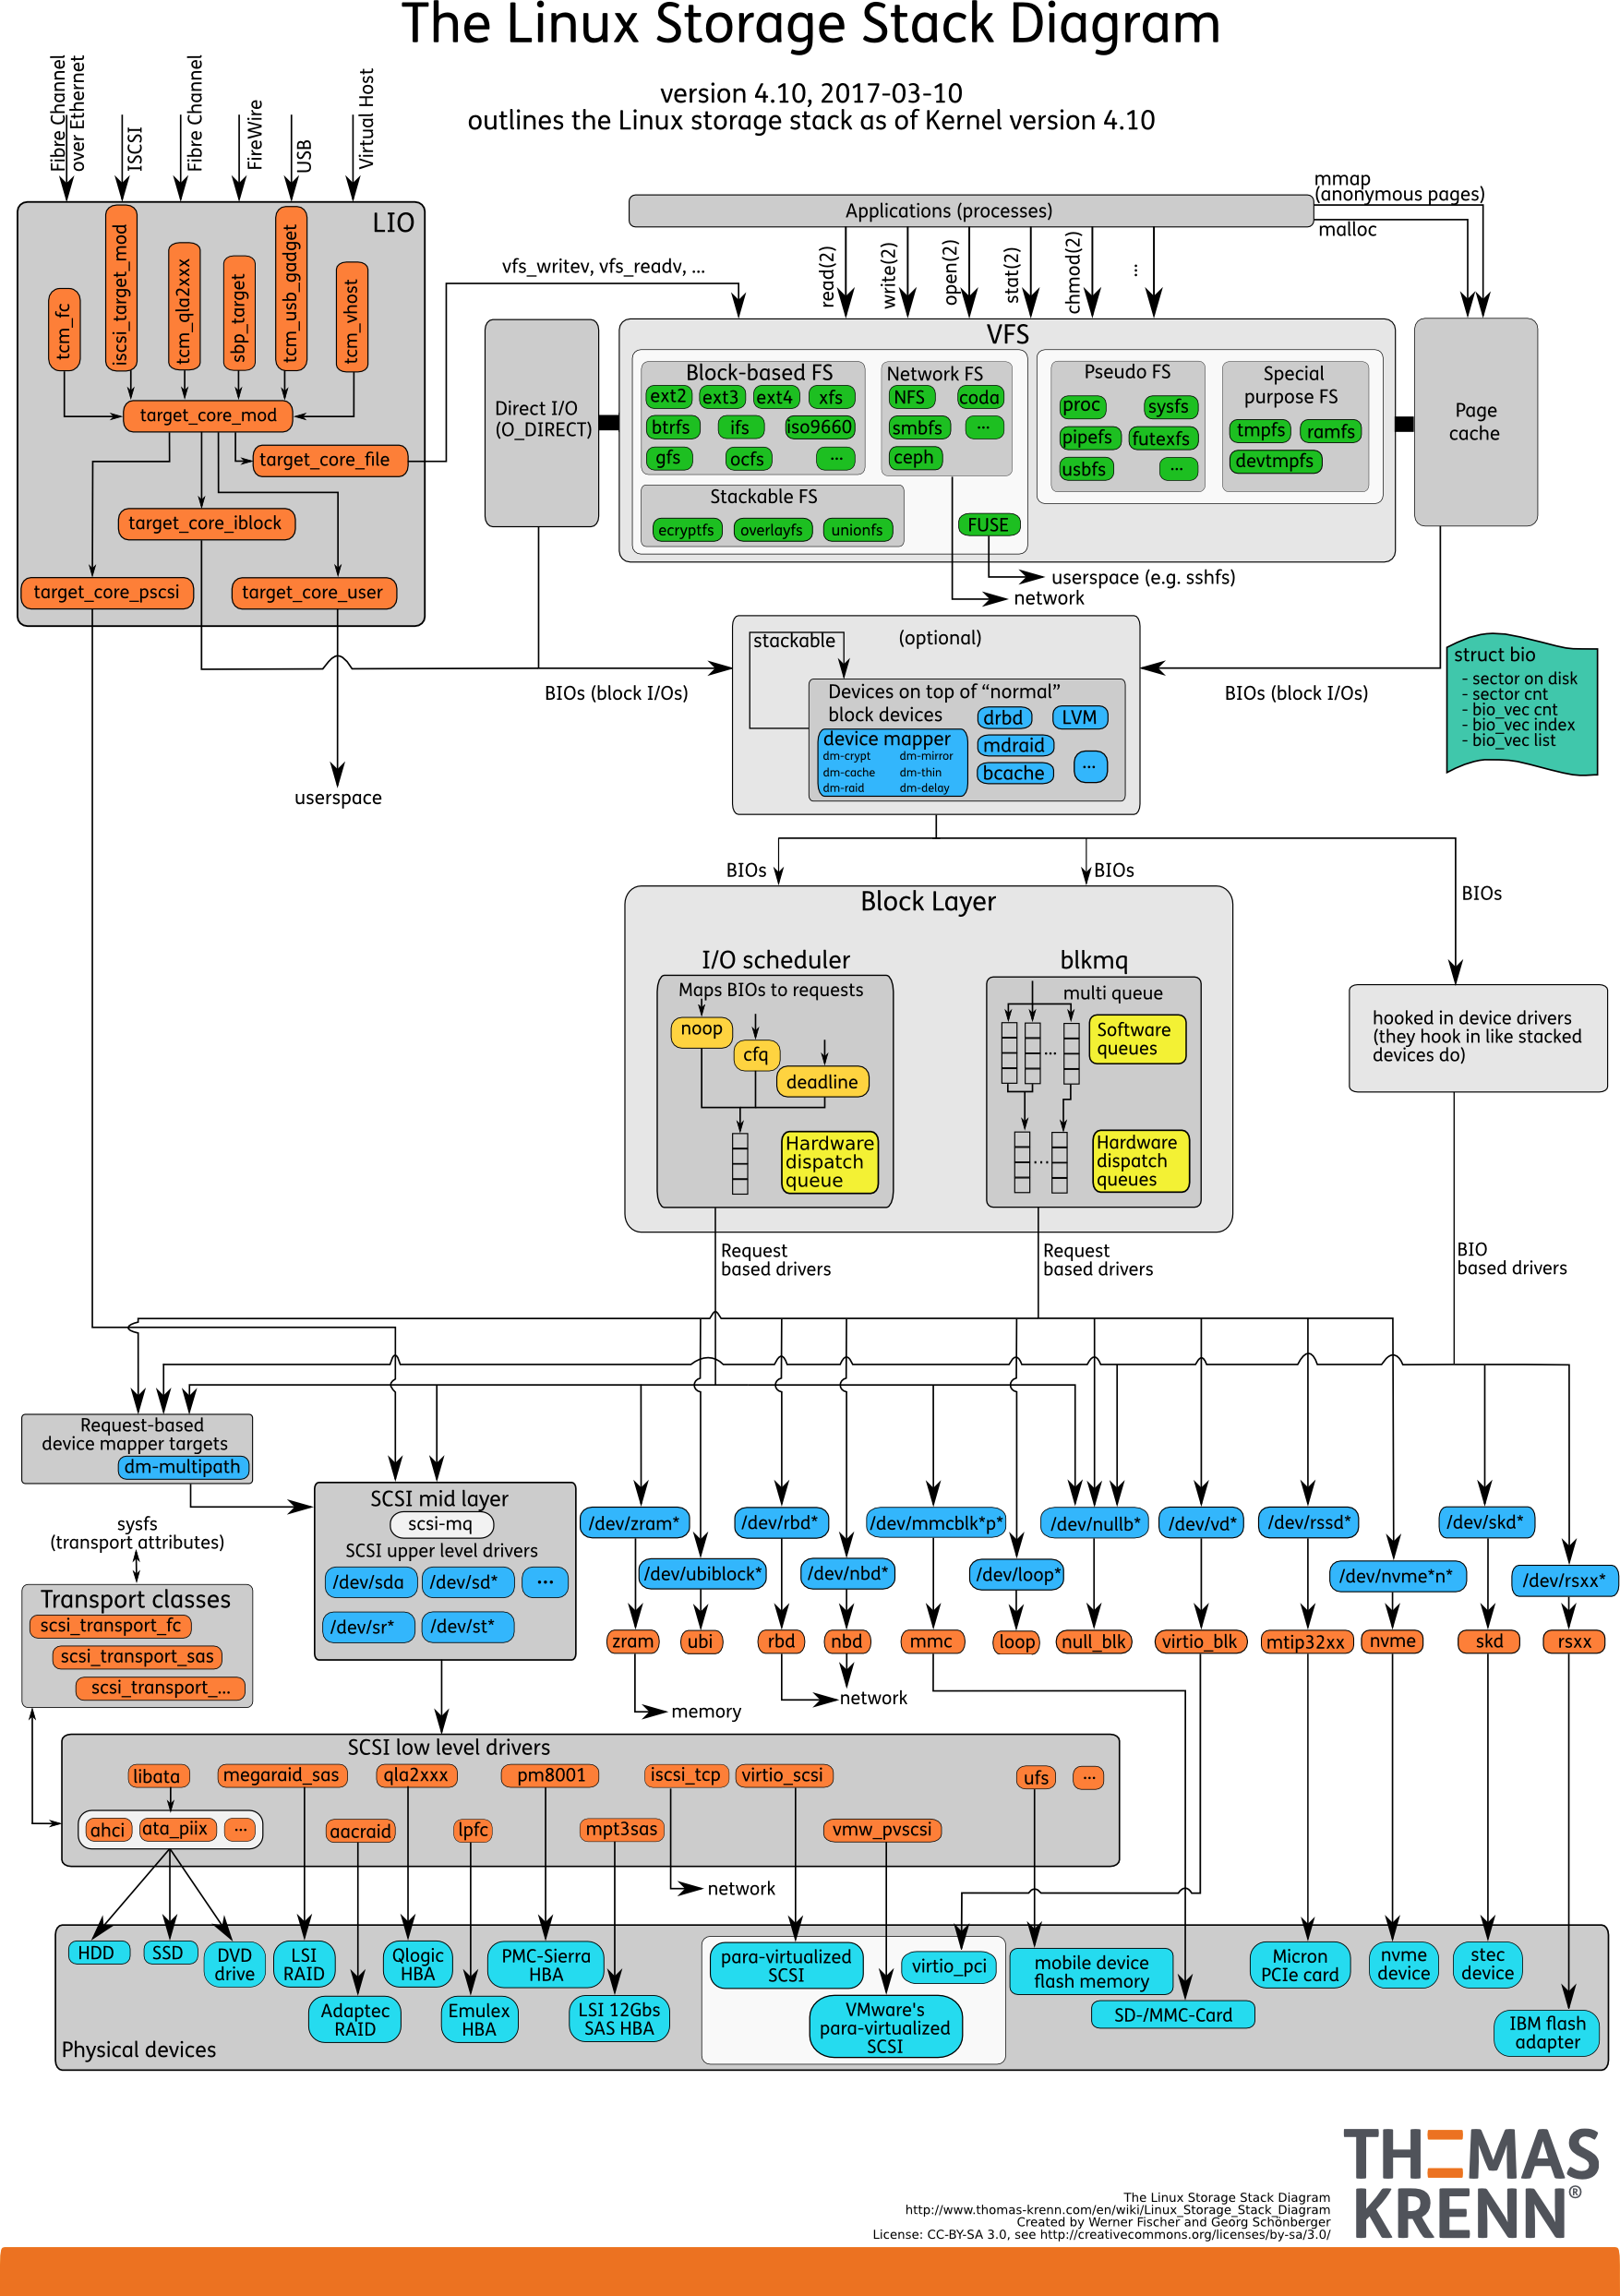 The Linux Storage Stack Diagram
version 4.10, 2017-03-10
outlines the Linux storage stack as of Kernel version 4.10
Fibre Channel
over Ethernet
ISCSI
Fibre Channel
FireWire
USB
Virtual Host
LIO
tcm_fc
iscsi_target_mod
tcm_qla2xxx
sbp_target
tcm_usb_gadget
tcm_vhost
target_core_mod
target_core_file
target_core_iblock
target_core_pscsi
target_core_user
userspace
vfs_writev, vfs_readv, ...
Applications (processes)
mmap
(anonymous pages)
malloc
read(2)
write(2)
open(2)
stat(2)
chmod(2)
...
Direct I/O
(O_DIRECT)
VFS
Block-based FS
ext2
ext3
ext4
xfs
btrfs
ifs
iso9660
gfs
ocfs
...
Network FS
NFS
coda
smbfs
...
ceph
Stackable FS
ecryptfs
overlayfs
unionfs
FUSE
Pseudo FS
proc
sysfs
pipefs
futexfs
usbfs
...
Special
purpose FS
tmpfs
ramfs
devtmpfs
Page
cache
userspace (e.g. sshfs)
network
stackable
(optional)
BIOs (block I/Os)
BIOs (block I/Os)
Devices on top of “normal”
block devices
drbd
LVM
device mapper
dm-crypt
dm-mirror
dm-cache
dm-thin
dm-raid
dm-delay
mdraid
bcache
...
struct bio
- sector on disk
- sector cnt
- bio_vec cnt
- bio_vec index
- bio_vec list
BIOs
BIOs
BIOs
Block Layer
I/O scheduler
Maps BIOs to requests
noop
cfq
deadline
Hardware
dispatch
queue
blkmq
multi queue
...
Software
queues
...
Hardware
dispatch
queues
hooked in device drivers
(they hook in like stacked
devices do)
Request
based drivers
Request
based drivers
BIO
based drivers
Request-based
device mapper targets
dm-multipath
sysfs
(transport attributes)
Transport classes
scsi_transport_fc
scsi_transport_sas
scsi_transport_...
SCSI mid layer
scsi-mq
SCSI upper level drivers
/dev/sda
/dev/sd*
...
/dev/sr*
/dev/st*
/dev/zram*
/dev/rbd*
/dev/mmcblk*p*
/dev/nullb*
/dev/vd*
/dev/rssd*
/dev/skd*
/dev/ubiblock*
/dev/nbd*
/dev/loop*
/dev/nvme*n*
/dev/rsxx*
zram
ubi
rbd
nbd
mmc
loop
null_blk
virtio_blk
mtip32xx
nvme
skd
rsxx
memory
network
SCSI low level drivers
libata
megaraid_sas
qla2xxx
pm8001
iscsi_tcp
virtio_scsi
ufs
...
ahci
ata_piix
...
aacraid
lpfc
mpt3sas
vmw_pvscsi
network
HDD
SSD
DVD
drive
LSI
RAID
Adaptec
RAID
Qlogic
HBA
Emulex
HBA
PMC-Sierra
HBA
LSI 12Gbs
SAS HBA
para-virtualized
SCSI
VMware's
para-virtualized
SCSI
virtio_pci
mobile device
flash memory
SD-/MMC-Card
Micron
PCIe card
nvme
device
stec
device
IBM flash
adapter
Physical devices
The Linux Storage Stack Diagram
http://www.thomas-krenn.com/en/wiki/Linux_Storage_Stack_Diagram
Created by Werner Fischer and Georg Schönberger
License: CC-BY-SA 3.0, see http://creativecommons.org/licenses/by-sa/3.0/
THOMAS
KRENN®